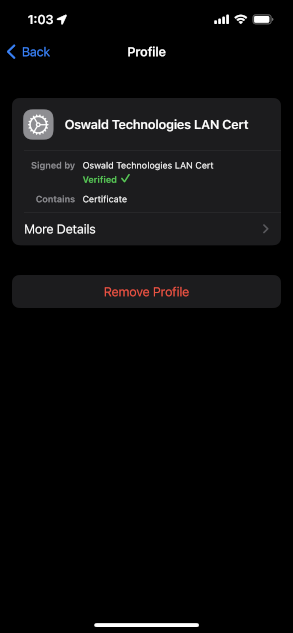 1:03
Back
Profile
Oswald Technologies LAN Cert
Signed by Oswald Technologies LAN Cert
Verified ✓
Contains Certificate
More Details
Remove Profile